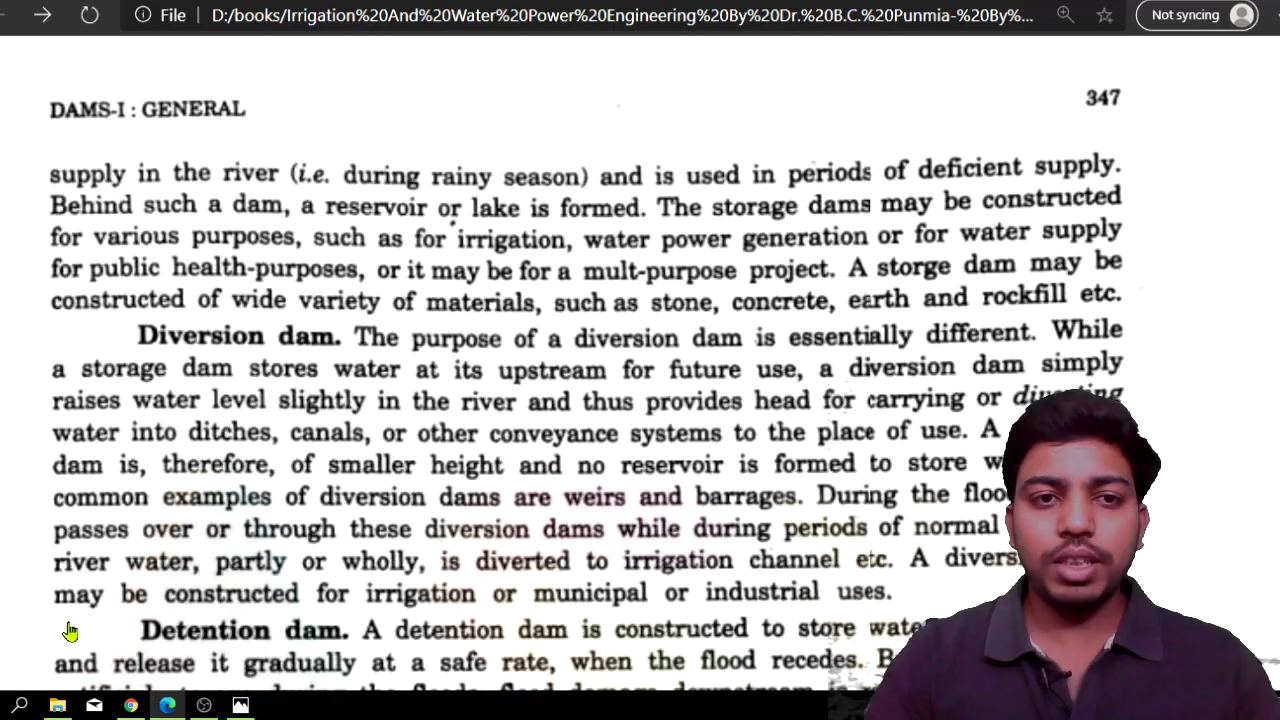 File
D:/books/Irrigation%20And%20Water%20Power%20Engineering%20By%20Dr.%20B.C.%20Punmia-%20By%...
Not syncing
DAMS-I : GENERAL
347
supply in the river (i.e. during rainy season) and is used in periods of deficient supply.
Behind such a dam, a reservoir or lake is formed. The storage dams may be constructed
for various purposes, such as for irrigation, water power generation or for water supply
for public health-purposes, or it may be for a mult-purpose project. A storge dam may be
constructed of wide variety of materials, such as stone, concrete, earth and rockfill etc.
Diversion dam. The purpose of a diversion dam is essentially different. While
a storage dam stores water at its upstream for future use, a diversion dam simply
raises water level slightly in the river and thus provides head for carrying or diverting
water into ditches, canals, or other conveyance systems to the place of use. A
dam is, therefore, of smaller height and no reservoir is formed to store
common examples of diversion dams are weirs and barrages. During the
passes over or through these diversion dams while during periods of normal
river water, partly or wholly, is diverted to irrigation channel etc. A
may be constructed for irrigation or municipal or industrial uses.
Detention dam. A detention dam is constructed to store
and release it gradually at a safe rate, when the flood recedes.
during the floods, flood damage downstream is